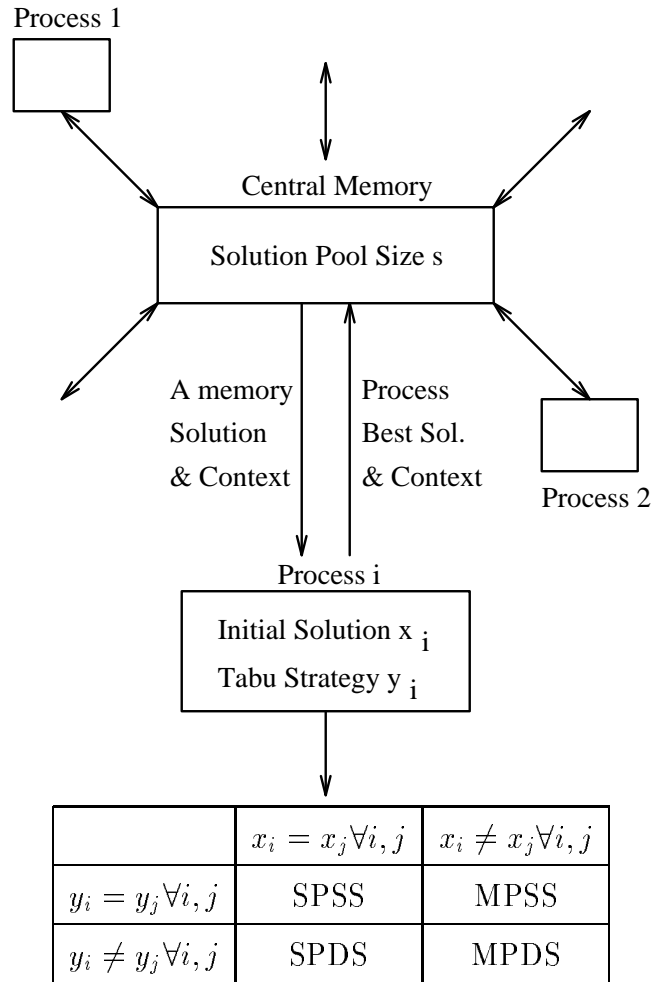 Process 1
Central Memory
Solution Pool Size s
A memory
Solution
& Context
Process
Best Sol.
& Context
Process 2
Process i
Initial Solution x i
Tabu Strategy y i
x_i = x_j ∀i, j x_i ≠ x_j ∀i, j
y_i = y_j ∀i, j SPSS MPSS
y_i ≠ y_j ∀i, j SPDS MPDS